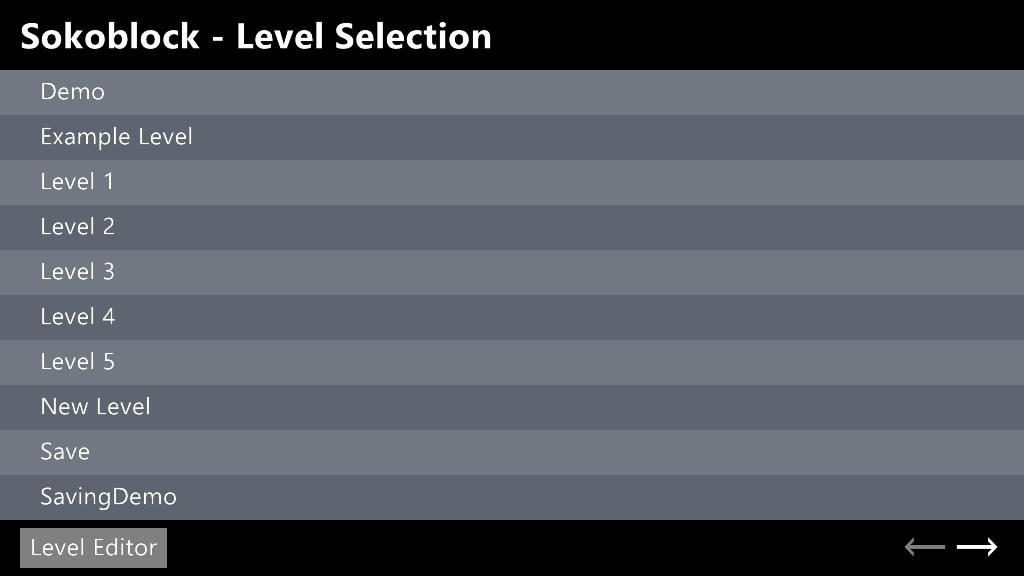 Sokoblock - Level Selection
Demo
Example Level
Level 1
Level 2
Level 3
Level 4
Level 5
New Level
Save
SavingDemo
Level Editor